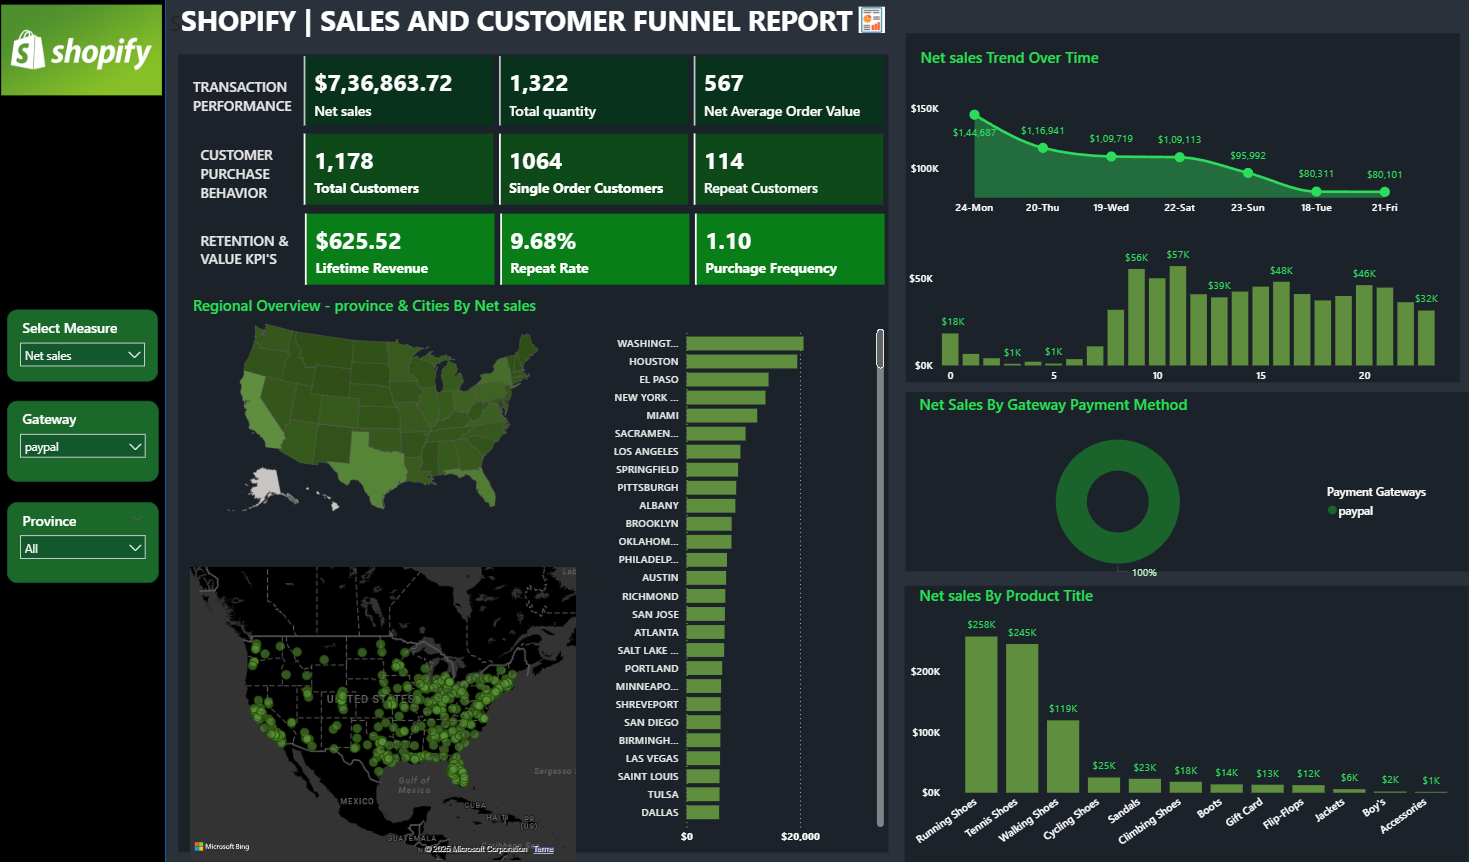 shopify
SHOPIFY | SALES AND CUSTOMER FUNNEL REPORT
TRANSACTION
PERFORMANCE
$7,36,863.72
Net sales
1,322
Total quantity
567
Net Average Order Value
CUSTOMER
PURCHASE
BEHAVIOR
1,178
Total Customers
1064
Single Order Customers
114
Repeat Customers
RETENTION &
VALUE KPI'S
$625.52
Lifetime Revenue
9.68%
Repeat Rate
1.10
Purchage Frequency
Select Measure
Net sales
Gateway
paypal
Province
All
Regional Overview - province & Cities By Net sales
WASHINGT...
HOUSTON
EL PASO
NEW YORK ...
MIAMI
SACRAMEN...
LOS ANGELES
SPRINGFIELD
PITTSBURGH
ALBANY
BROOKLYN
OKLAHOM...
PHILADELP...
AUSTIN
RICHMOND
SAN JOSE
ATLANTA
SALT LAKE ...
PORTLAND
MINNEAPO...
SHREVEPORT
SAN DIEGO
BIRMINGH...
LAS VEGAS
SAINT LOUIS
TULSA
DALLAS
$0 $20,000
Lab
UNITED STATES
Gulf of
Mexico
Sargasso
MEXICO
CUBA
HAITI
PR
(US)
GUATEMALA
Microsoft Bing
© 2025 Microsoft Corporation Terms
Net sales Trend Over Time
$150K
$100K
$1,44,687 $1,16,941 $1,09,719 $1,09,113 $95,992 $80,311 $80,101
24-Mon 20-Thu 19-Wed 22-Sat 23-Sun 18-Tue 21-Fri
$50K
$0K
$18K $1K $1K $56K $57K $39K $48K $46K $32K
0 5 10 15 20
Net Sales By Gateway Payment Method
Payment Gateways
paypal
100%
Net sales By Product Title
$200K
$100K
$0K
$258K $245K $119K $25K $23K $18K $14K $13K $12K $6K $2K $1K
Running Shoes Tennis Shoes Walking Shoes Cycling Shoes Sandals Climbing Shoes Boots Gift Card Flip-Flops Jackets Boy's Accessories